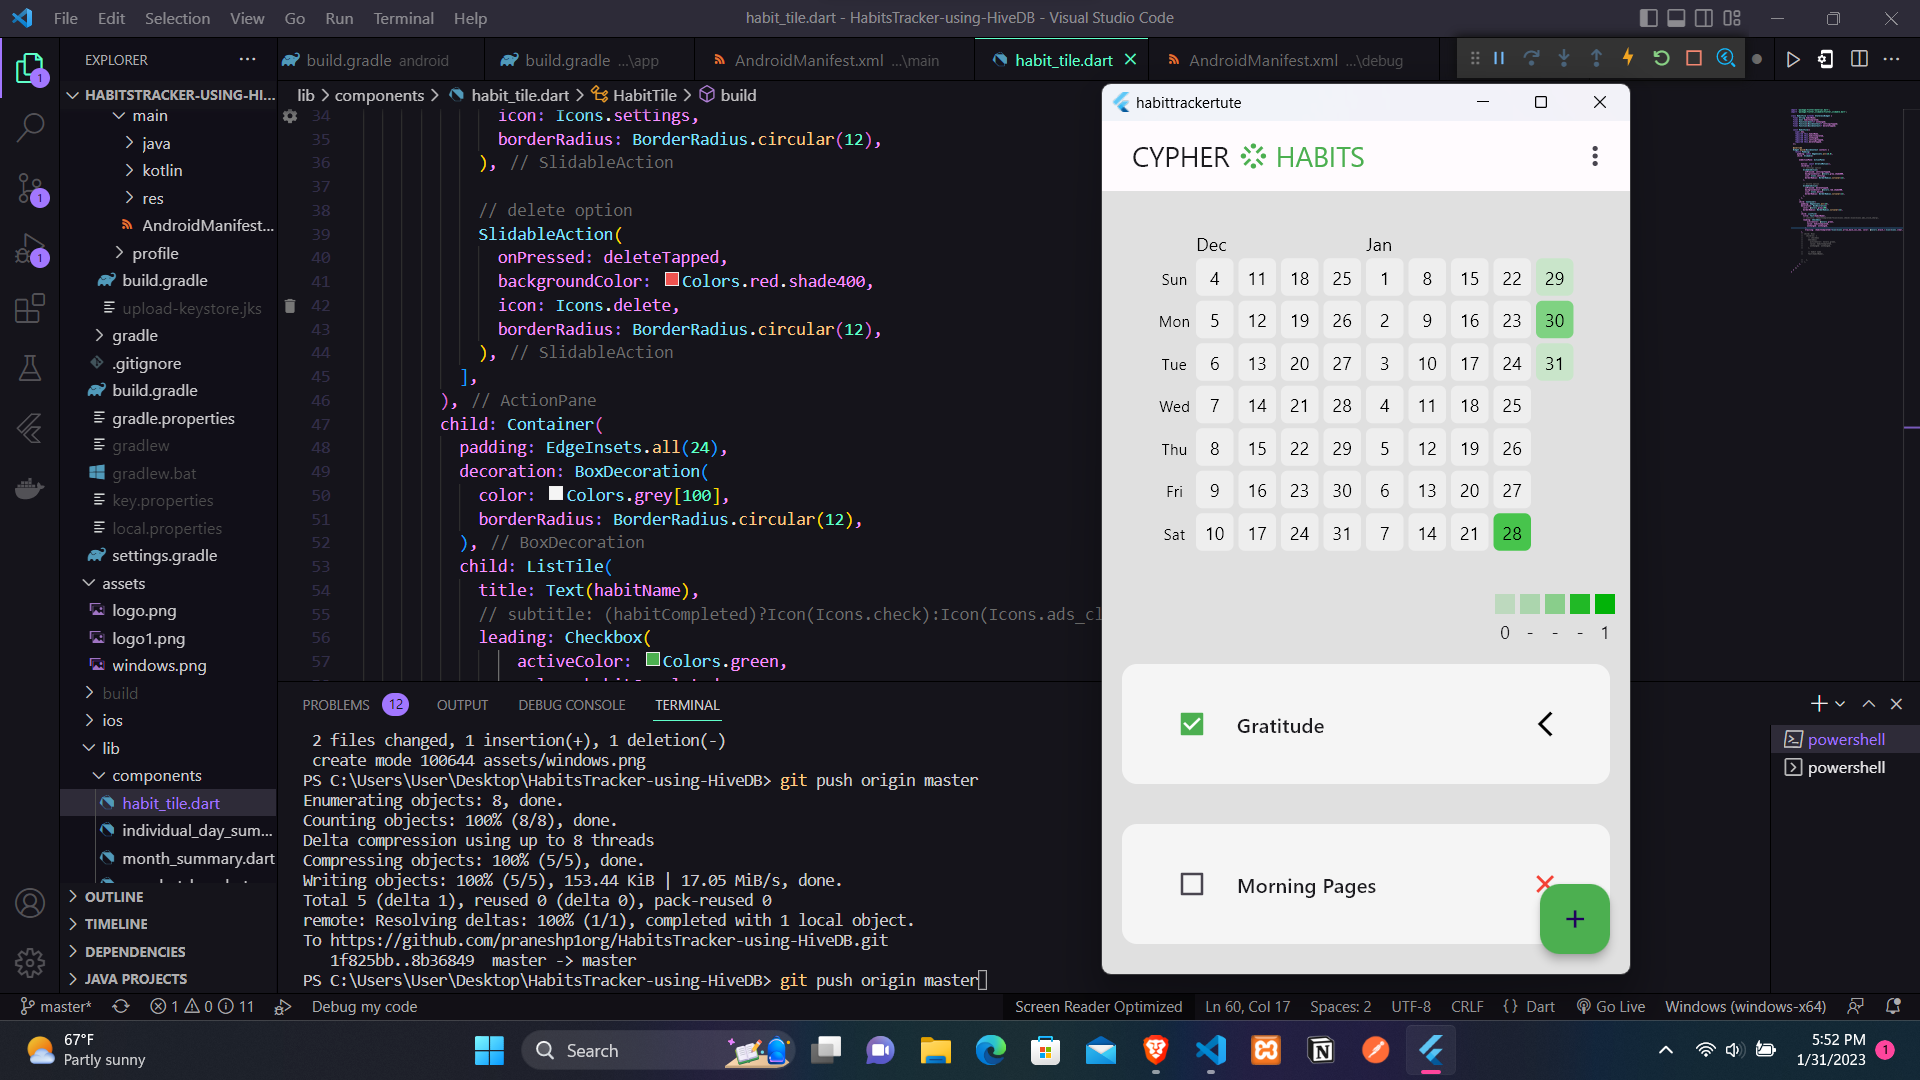 File Edit Selection View Go Run Terminal Help
habit_tile.dart - HabitsTracker-using-HiveDB - Visual Studio Code
EXPLORER
build.gradle android
build.gradle ...\app
AndroidManifest.xml ...\main
habit_tile.dart
AndroidManifest.xml ...\debug
HABITSTRACKER-USING-HI...
main
java
kotlin
res
AndroidManifest...
profile
build.gradle
upload-keystore.jks
gradle
.gitignore
build.gradle
gradle.properties
gradlew
gradlew.bat
key.properties
local.properties
settings.gradle
assets
logo.png
logo1.png
windows.png
build
ios
lib
components
habit_tile.dart
individual_day_sum...
month_summary.dart
OUTLINE
TIMELINE
DEPENDENCIES
JAVA PROJECTS
1
1
1
lib > components > habit_tile.dart > HabitTile > build
34 icon: Icons.settings,
35 borderRadius: BorderRadius.circular(12),
36 ), // SlidableAction
37
38 // delete option
39 SlidableAction(
40 onPressed: deleteTapped,
41 backgroundColor: Colors.red.shade400,
42 icon: Icons.delete,
43 borderRadius: BorderRadius.circular(12),
44 ), // SlidableAction
45 ],
46 ), // ActionPane
47 child: Container(
48 padding: EdgeInsets.all(24),
49 decoration: BoxDecoration(
50 color: Colors.grey[100],
51 borderRadius: BorderRadius.circular(12),
52 ), // BoxDecoration
53 child: ListTile(
54 title: Text(habitName),
55 // subtitle: (habitCompleted)?Icon(Icons.check):Icon(Icons.ads_cl
56 leading: Checkbox(
57 activeColor: Colors.green,
PROBLEMS 12 OUTPUT DEBUG CONSOLE TERMINAL
2 files changed, 1 insertion(+), 1 deletion(-)
create mode 100644 assets/windows.png
PS C:\Users\User\Desktop\HabitsTracker-using-HiveDB> git push origin master
Enumerating objects: 8, done.
Counting objects: 100% (8/8), done.
Delta compression using up to 8 threads
Compressing objects: 100% (5/5), done.
Writing objects: 100% (5/5), 153.44 KiB | 17.05 MiB/s, done.
Total 5 (delta 1), reused 0 (delta 0), pack-reused 0
remote: Resolving deltas: 100% (1/1), completed with 1 local object.
To https://github.com/praneshp1org/HabitsTracker-using-HiveDB.git
1f825bb..8b36849 master -> master
PS C:\Users\User\Desktop\HabitsTracker-using-HiveDB> git push origin master
powershell
powershell
habittrackertute
CYPHER HABITS
Dec Jan
Sun 4 11 18 25 1 8 15 22 29
Mon 5 12 19 26 2 9 16 23 30
Tue 6 13 20 27 3 10 17 24 31
Wed 7 14 21 28 4 11 18 25
Thu 8 15 22 29 5 12 19 26
Fri 9 16 23 30 6 13 20 27
Sat 10 17 24 31 7 14 21 28
0 - - - 1
Gratitude
Morning Pages
+
master* 1 0 11 Debug my code
Screen Reader Optimized Ln 60, Col 17 Spaces: 2 UTF-8 CRLF {} Dart Go Live Windows (windows-x64)
67°F
Partly sunny
Search
5:52 PM
1/31/2023
1